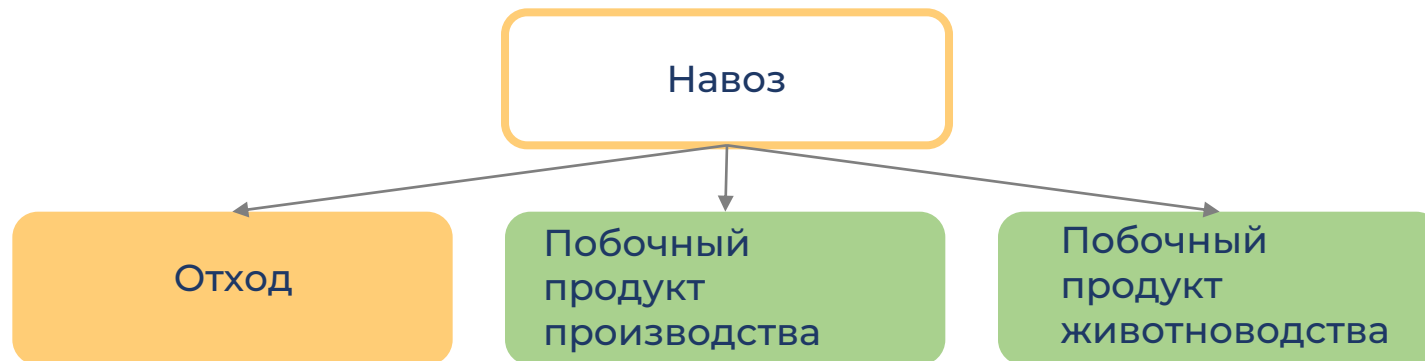 Навоз
Отход
Побочный
продукт
производства
Побочный
продукт
животноводства